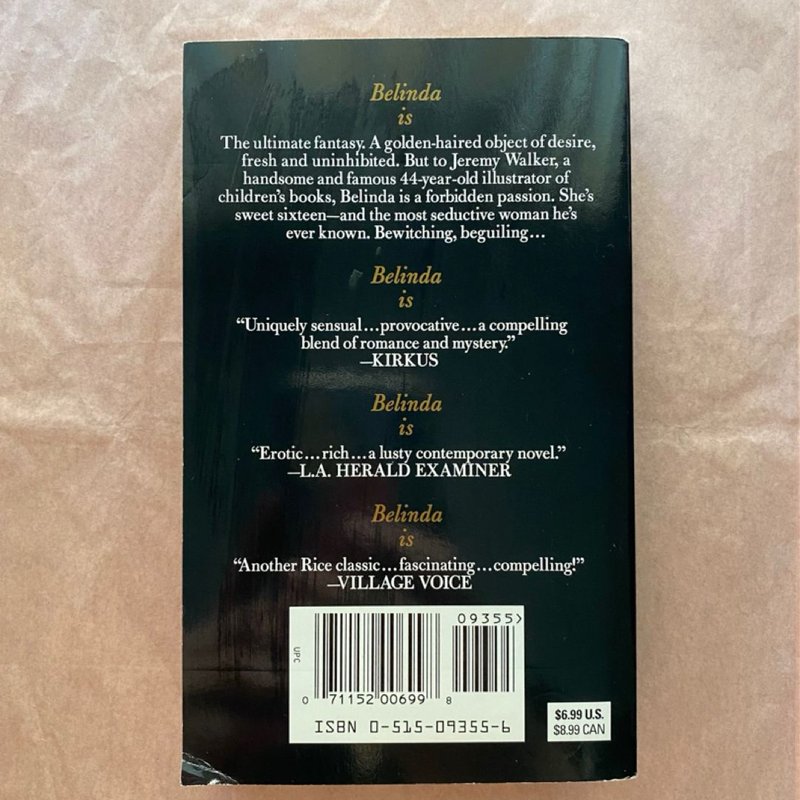 Belinda
is
The ultimate fantasy. A golden-haired object of desire,
fresh and uninhibited. But to Jeremy Walker, a
handsome and famous 44-year-old illustrator of
children's books, Belinda is a forbidden passion. She's
sweet sixteen—and the most seductive woman he's
ever known. Bewitching, beguiling...
Belinda
is
“Uniquely sensual...provocative...a compelling
blend of romance and mystery.”
—KIRKUS
Belinda
is
“Erotic...rich...a lusty contemporary novel.”
—L.A. HERALD EXAMINER
Belinda
is
“Another Rice classic...fascinating...compelling!”
—VILLAGE VOICE
09355>
UPC
0 71152 00699 8
ISBN 0-515-09355-6
$6.99 U.S.
$8.99 CAN